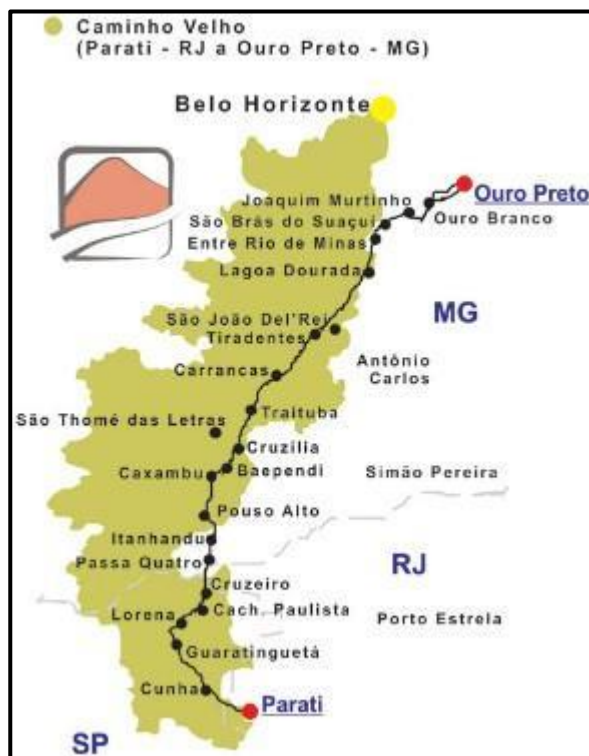 Caminho Velho
(Parati - RJ a Ouro Preto - MG)
Belo Horizonte
Ouro Preto
Joaquim Murtinho
Ouro Branco
São Brás do Suaçuí
Entre Rio de Minas
Lagoa Dourada
MG
São João Del'Rei
Tiradentes
Antônio
Carlos
Carrancas
Traituba
São Thomé das Letras
Cruzília
Baependi
Simão Pereira
Caxambu
Pouso Alto
Itanhandu
Passa Quatro
RJ
Cruzeiro
Cach. Paulista
Porto Estrela
Lorena
Guaratinguetá
Cunha
Parati
SP